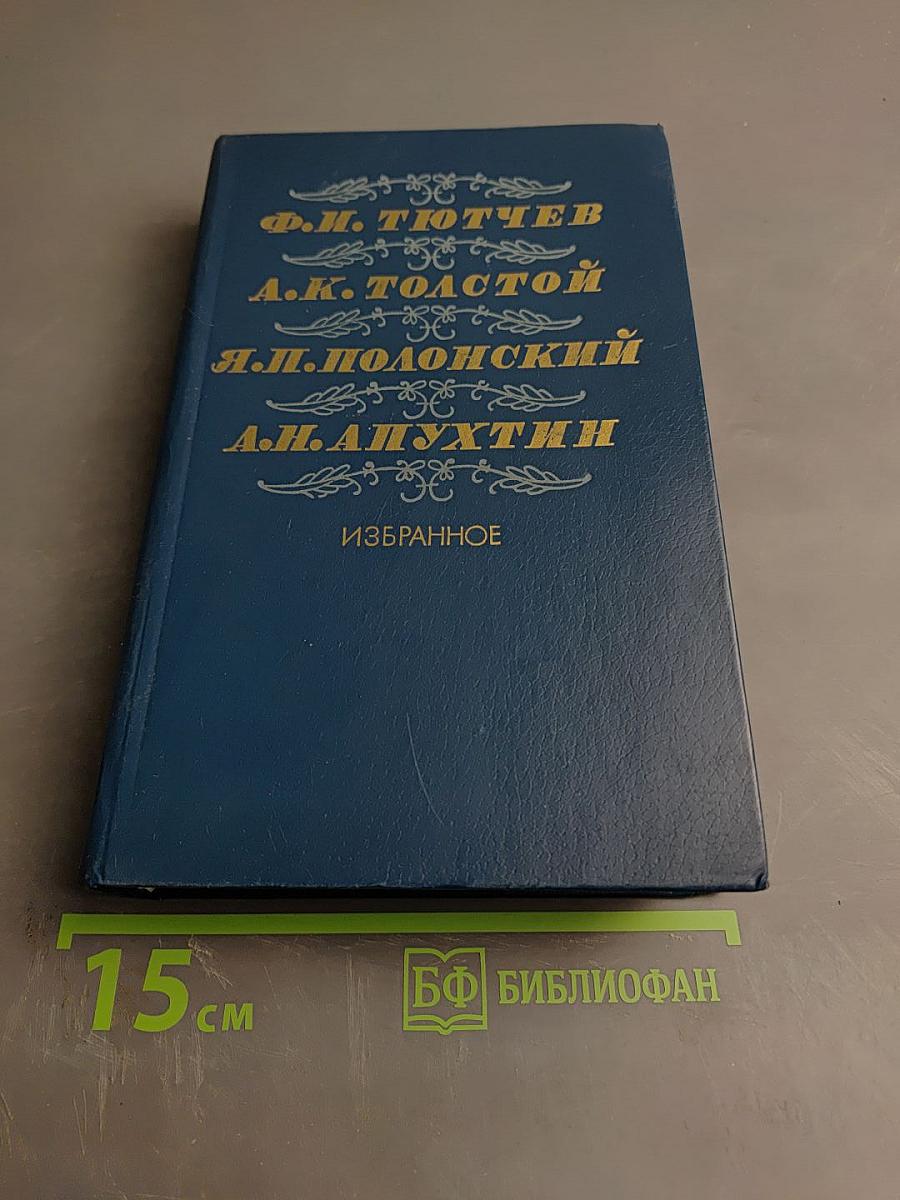 Ф.И. ТЮТЧЕВ
А.К. ТОЛСТОЙ
Я.П. ПОЛОНСКИЙ
А.Н. АПУХТИН
ИЗБРАННОЕ
15 см
БФ БИБЛИОФАН